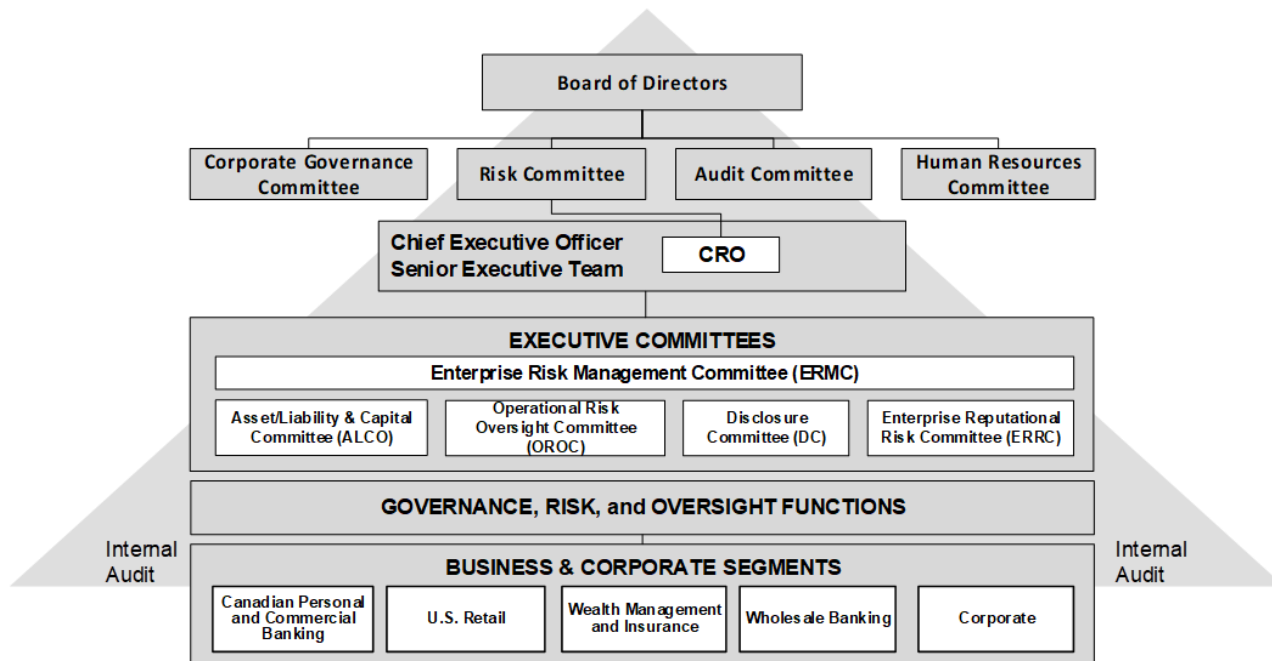 Board of Directors
Corporate Governance
Committee
Risk Committee
Audit Committee
Human Resources
Committee
Chief Executive Officer
Senior Executive Team
CRO
EXECUTIVE COMMITTEES
Enterprise Risk Management Committee (ERMC)
Asset/Liability & Capital
Committee (ALCO)
Operational Risk
Oversight Committee
(OROC)
Disclosure
Committee (DC)
Enterprise Reputational
Risk Committee (ERRC)
GOVERNANCE, RISK, and OVERSIGHT FUNCTIONS
Internal
Audit
Internal
Audit
BUSINESS & CORPORATE SEGMENTS
Canadian Personal
and Commercial
Banking
U.S. Retail
Wealth Management
and Insurance
Wholesale Banking
Corporate